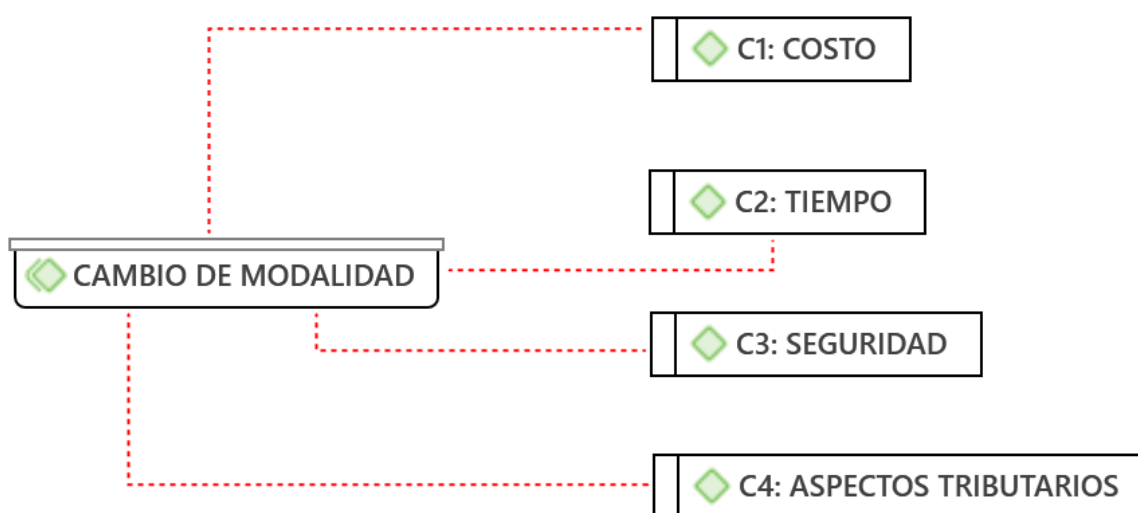 C1: COSTO
C2: TIEMPO
CAMBIO DE MODALIDAD
C3: SEGURIDAD
C4: ASPECTOS TRIBUTARIOS